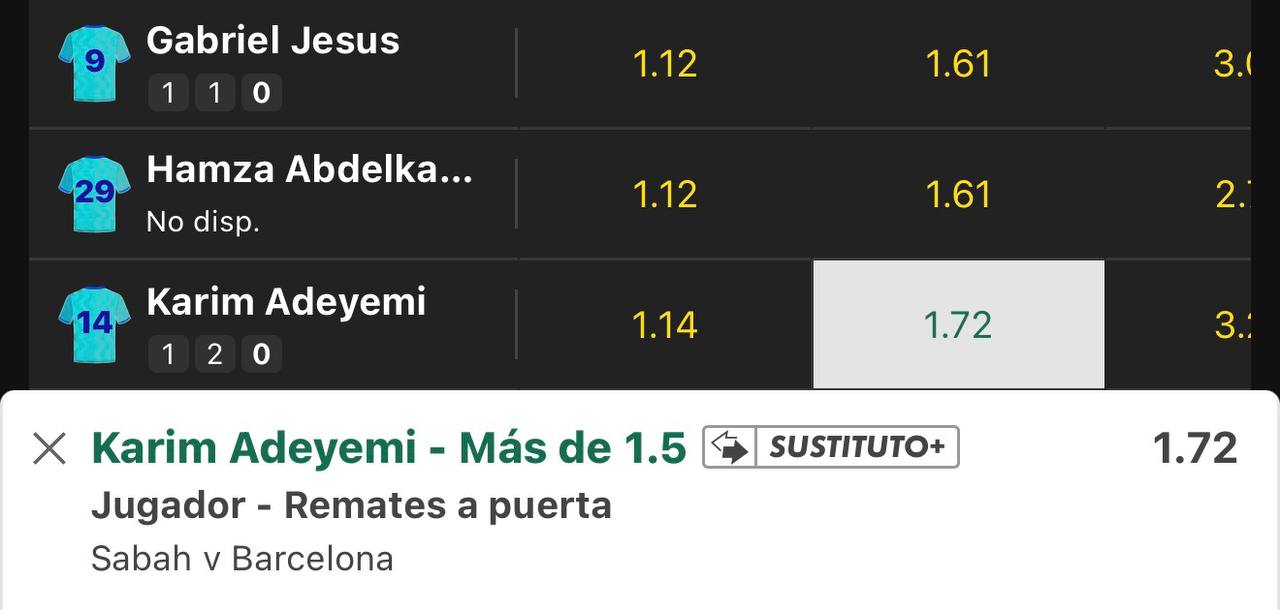 9 Gabriel Jesus 1.12 1.61
1 1 0
29 Hamza Abdelka... 1.12 1.61
No disp.
14 Karim Adeyemi 1.14 1.72
1 2 0
Karim Adeyemi - Más de 1.5 SUSTITUTO+ 1.72
Jugador - Remates a puerta
Sabah v Barcelona